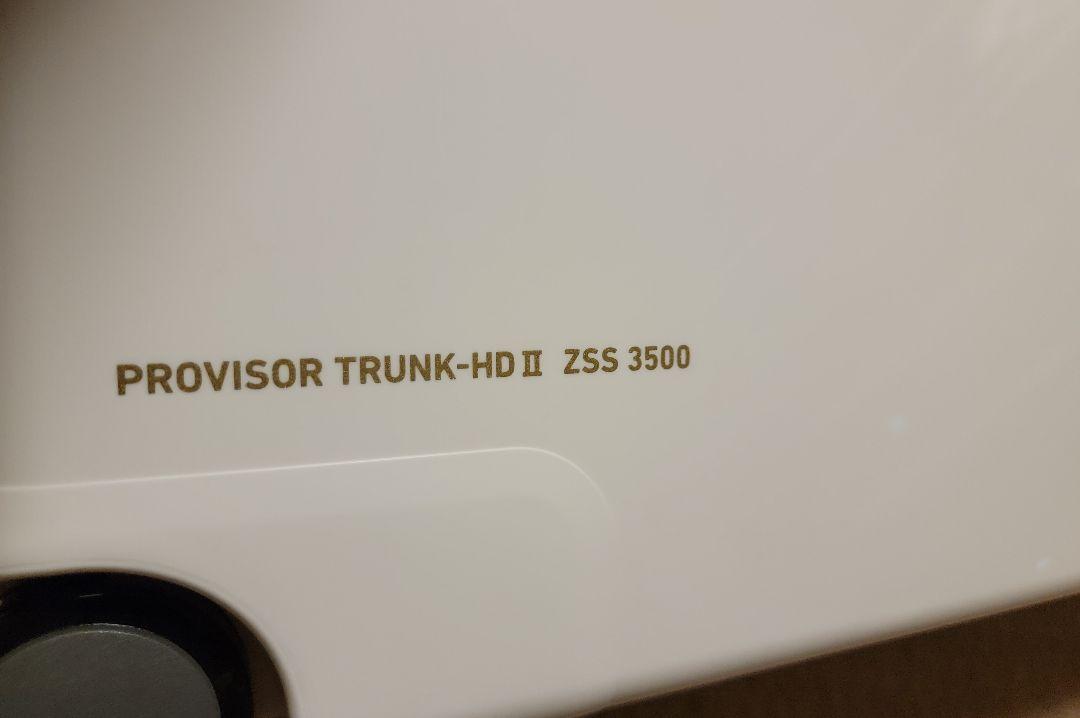 PROVISOR TRUNK-HDⅡ ZSS 3500